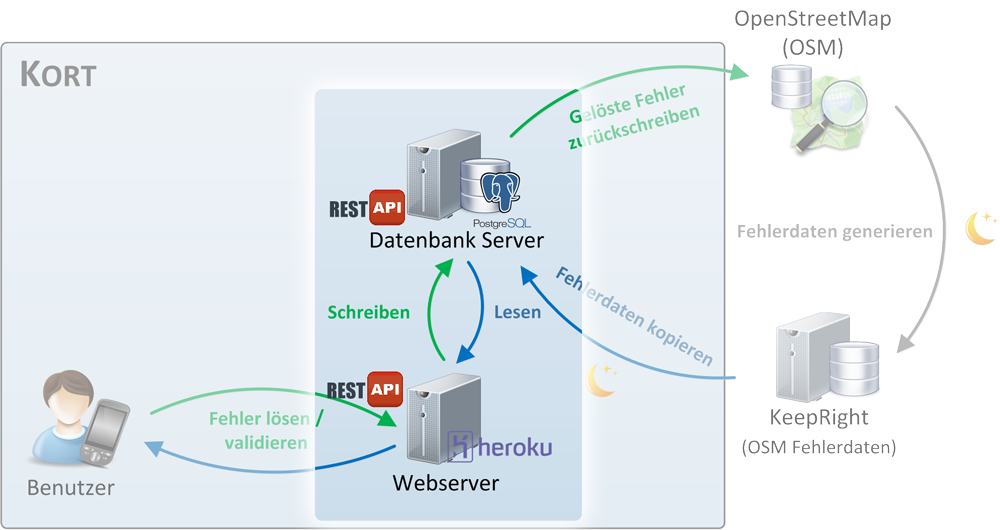 OpenStreetMap
(OSM)
KORT
Gelöste Fehler
zurückschreiben
REST API
PostgreSQL
Datenbank Server
Fehlerdaten generieren
Schreiben
Lesen
Fehlerdaten kopieren
REST API
Fehler lösen /
validieren
heroku
KeepRight
(OSM Fehlerdaten)
Webserver
Benutzer